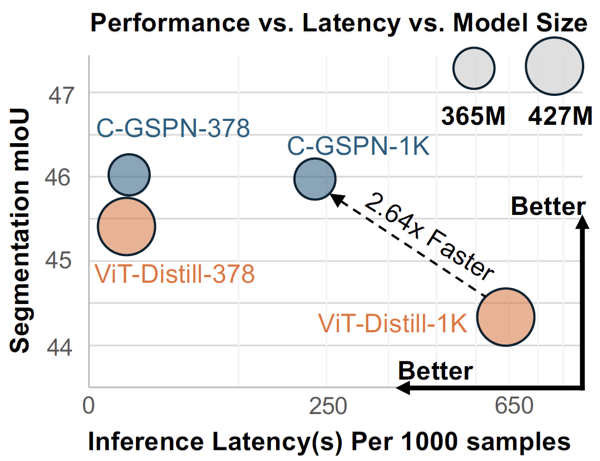 Performance vs. Latency vs. Model Size
365M 427M
47
46
45
44
Segmentation mIoU
C-GSPN-378
C-GSPN-1K
ViT-Distill-378
ViT-Distill-1K
2.64x Faster
Better
Better
0 250 650
Inference Latency(s) Per 1000 samples